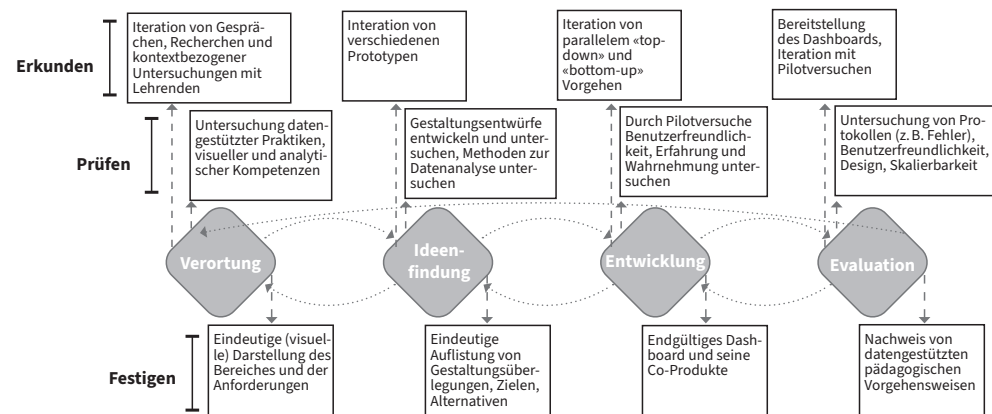 Erkunden
Iteration von Gesprä-
chen, Recherchen und
kontextbezogener
Untersuchungen mit
Lehrenden
Interation von
verschiedenen
Prototypen
Iteration von
parallelem «top-
down» und
«bottom-up»
Vorgehen
Bereitstellung
des Dashboards,
Iteration mit
Pilotversuchen
Prüfen
Untersuchung daten-
gestützter Praktiken,
visueller und analyti-
scher Kompetenzen
Gestaltungsentwürfe
entwickeln und unter-
suchen, Methoden zur
Datenanalyse unter-
suchen
Durch Pilotversuche
Benutzerfreundlich-
keit, Erfahrung und
Wahrnehmung unter-
suchen
Untersuchung von Pro-
tokollen (z. B. Fehler),
Benutzerfreundlichkeit,
Design, Skalierbarkeit
Verortung
Ideen-
findung
Entwicklung
Evaluation
Festigen
Eindeutige (visuel-
le) Darstellung des
Bereiches und der
Anforderungen
Eindeutige
Auflistung von
Gestaltungsüber-
legungen, Zielen,
Alternativen
Endgültiges Dash-
board und seine
Co-Produkte
Nachweis von
datengestützten
pädagogischen
Vorgehensweisen